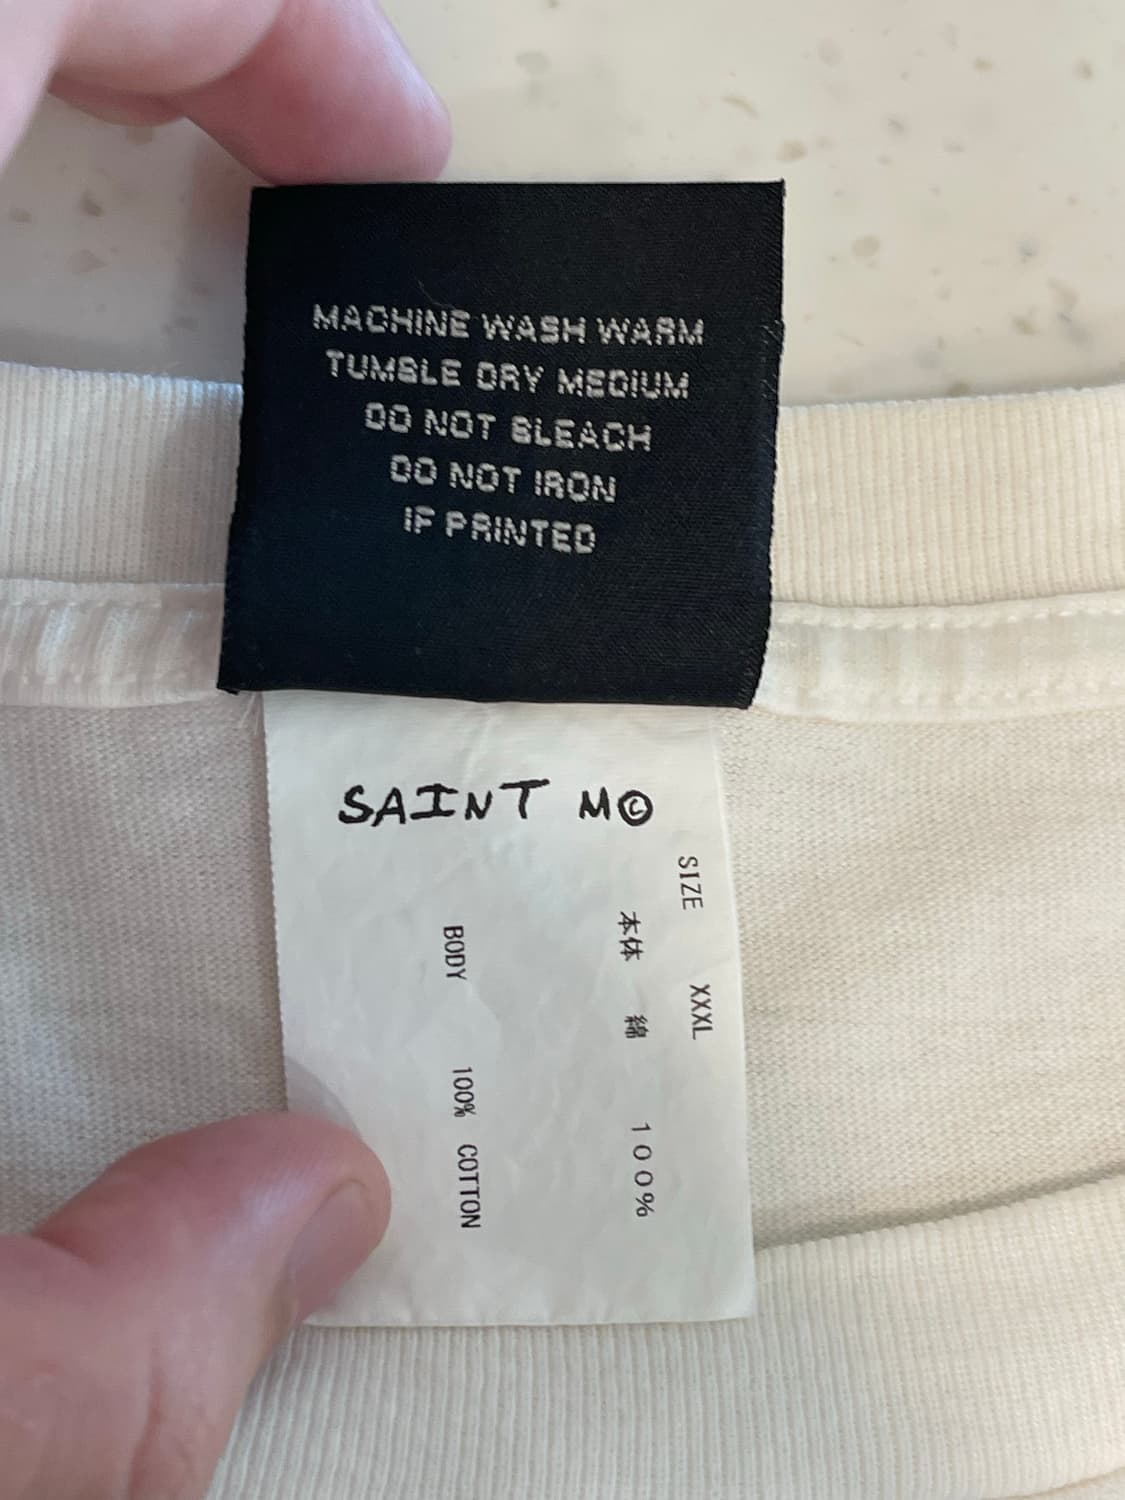 MACHINE WASH WARM
TUMBLE DRY MEDIUM
DO NOT BLEACH
DO NOT IRON
IF PRINTED
SAINT M©
SIZE XXXL
本体 綿 100%
BODY 100% COTTON